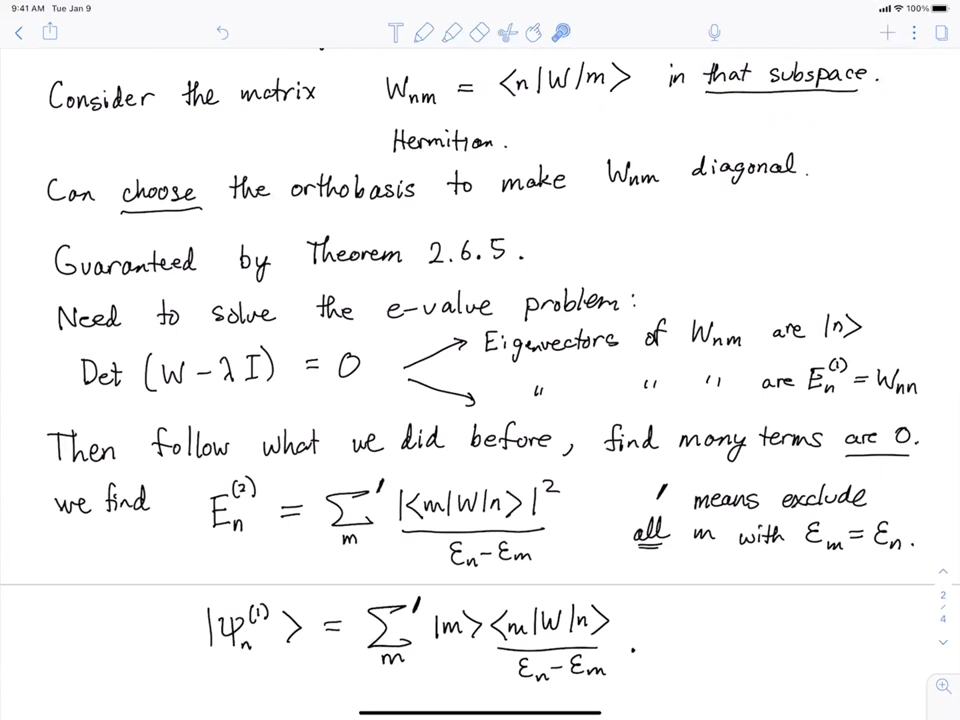 9:41 AM Tue Jan 9
100%
Consider the matrix W_nm = <n|W|m> in that subspace.
Hermitian.
Can choose the orthobasis to make W_nm diagonal.
Guaranteed by Theorem 2.6.5.
Need to solve the e-value problem:
Eigenvectors of W_nm are |n>
Det (W - λI) = 0
" " " are E_n^(1) = W_nn
Then follow what we did before, find many terms are 0.
we find E_n^(2) = Σ'_m |<m|W|n>|^2 / (ε_n - ε_m)
' means exclude
all m with ε_m = ε_n.
|ψ_n^(1)> = Σ'_m |m> <m|W|n> / (ε_n - ε_m) .
2
/
4